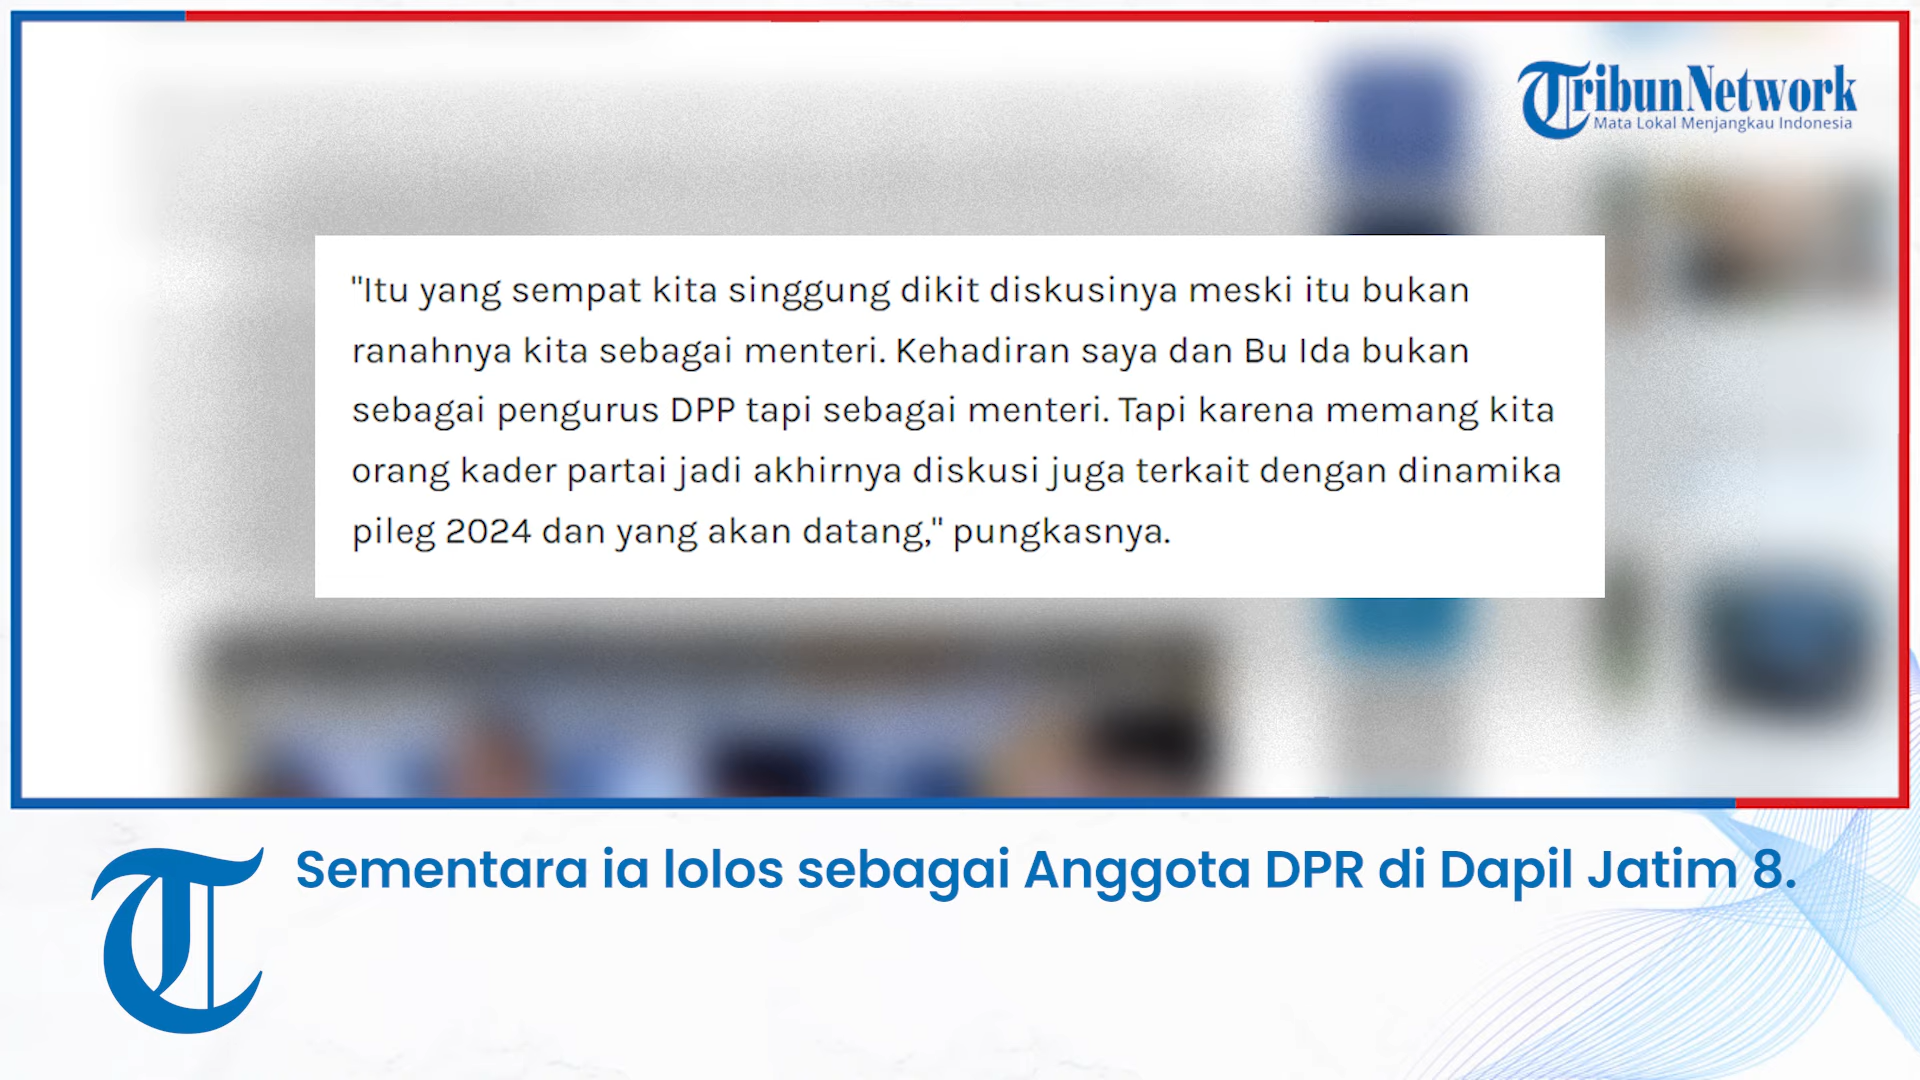 TribunNetwork
Mata Lokal Menjangkau Indonesia
"Itu yang sempat kita singgung dikit diskusinya meski itu bukan
ranahnya kita sebagai menteri. Kehadiran saya dan Bu Ida bukan
sebagai pengurus DPP tapi sebagai menteri. Tapi karena memang kita
orang kader partai jadi akhirnya diskusi juga terkait dengan dinamika
pileg 2024 dan yang akan datang," pungkasnya.
T
Sementara ia lolos sebagai Anggota DPR di Dapil Jatim 8.